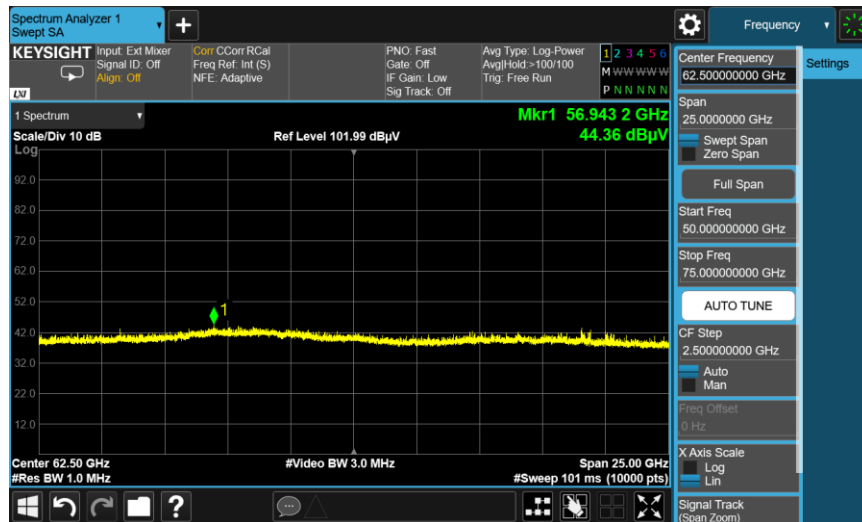 Spectrum Analyzer 1
Swept SA
+
Frequency
KEYSIGHT
LXI
Input: Ext Mixer
Signal ID: Off
Align: Off
Corr CCorr RCal
Freq Ref: Int (S)
NFE: Adaptive
PNO: Fast
Gate: Off
IF Gain: Low
Sig Track: Off
Avg Type: Log-Power
Avg|Hold:>100/100
Trig: Free Run
1 2 3 4 5 6
M W W W W W
P N N N N N
1 Spectrum
Scale/Div 10 dB
Log
Ref Level 101.99 dBµV
Mkr1 56.943 2 GHz
44.36 dBµV
92.0
82.0
72.0
62.0
52.0
42.0
32.0
22.0
12.0
1
Center 62.50 GHz
#Res BW 1.0 MHz
#Video BW 3.0 MHz
Span 25.00 GHz
#Sweep 101 ms (10000 pts)
?
Center Frequency
62.500000000 GHz
Span
25.0000000 GHz
Swept Span
Zero Span
Full Span
Start Freq
50.000000000 GHz
Stop Freq
75.000000000 GHz
AUTO TUNE
CF Step
2.500000000 GHz
Auto
Man
Freq Offset
0 Hz
X Axis Scale
Log
Lin
Signal Track
(Span Zoom)
Settings